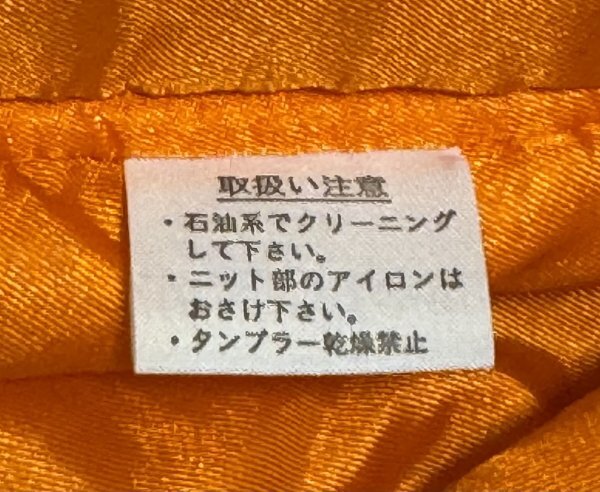 取扱い注意
・石油系でクリーニング
して下さい。
・ニット部のアイロンは
おさけ下さい。
・タンブラー乾燥禁止